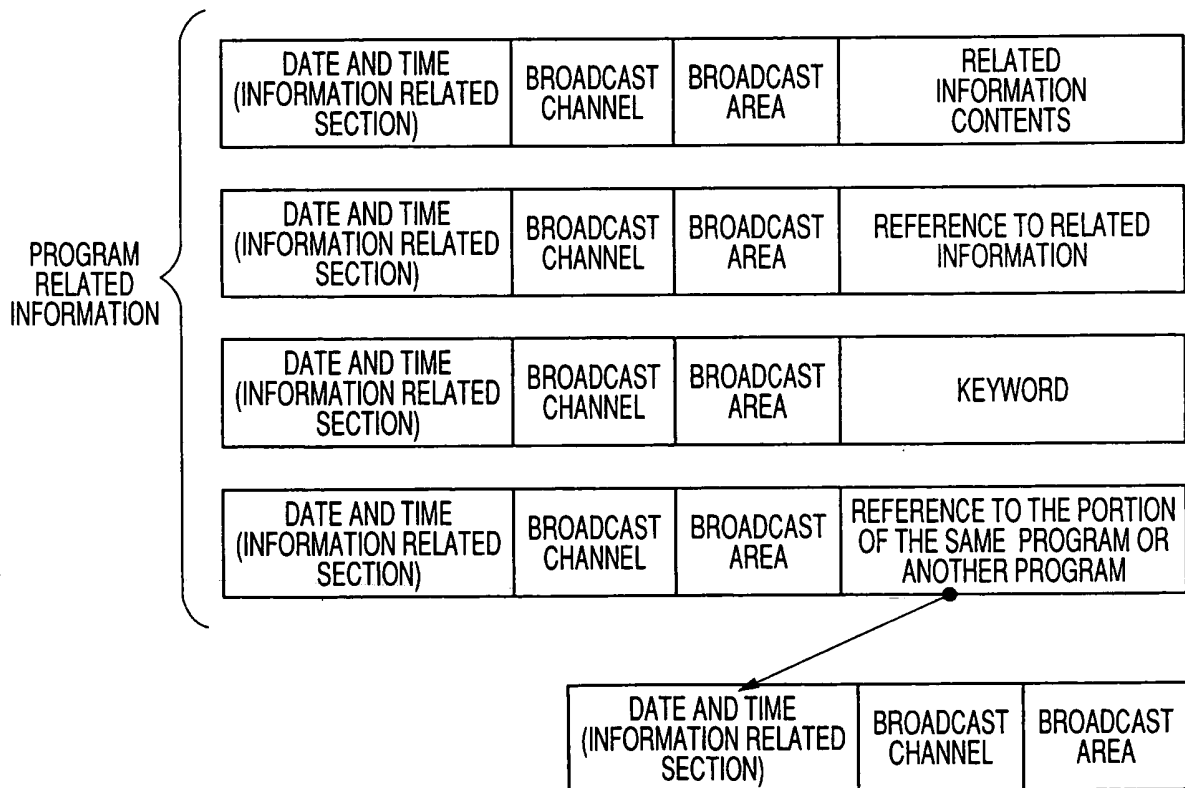 PROGRAM
RELATED
INFORMATION
DATE AND TIME
(INFORMATION RELATED
SECTION)
BROADCAST
CHANNEL
BROADCAST
AREA
RELATED
INFORMATION
CONTENTS
DATE AND TIME
(INFORMATION RELATED
SECTION)
BROADCAST
CHANNEL
BROADCAST
AREA
REFERENCE TO RELATED
INFORMATION
DATE AND TIME
(INFORMATION RELATED
SECTION)
BROADCAST
CHANNEL
BROADCAST
AREA
KEYWORD
DATE AND TIME
(INFORMATION RELATED
SECTION)
BROADCAST
CHANNEL
BROADCAST
AREA
REFERENCE TO THE PORTION
OF THE SAME PROGRAM OR
ANOTHER PROGRAM
DATE AND TIME
(INFORMATION RELATED
SECTION)
BROADCAST
CHANNEL
BROADCAST
AREA